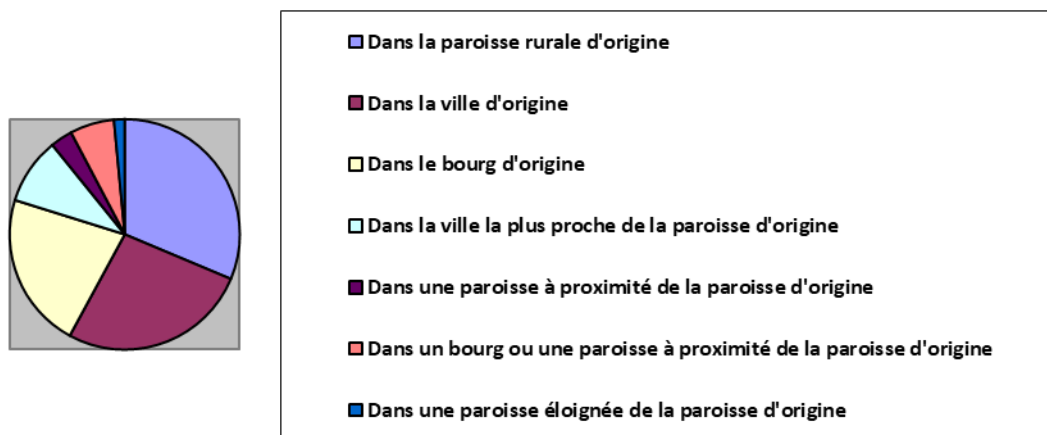 Dans la paroisse rurale d'origine
Dans la ville d'origine
Dans le bourg d'origine
Dans la ville la plus proche de la paroisse d'origine
Dans une paroisse à proximité de la paroisse d'origine
Dans un bourg ou une paroisse à proximité de la paroisse d'origine
Dans une paroisse éloignée de la paroisse d'origine